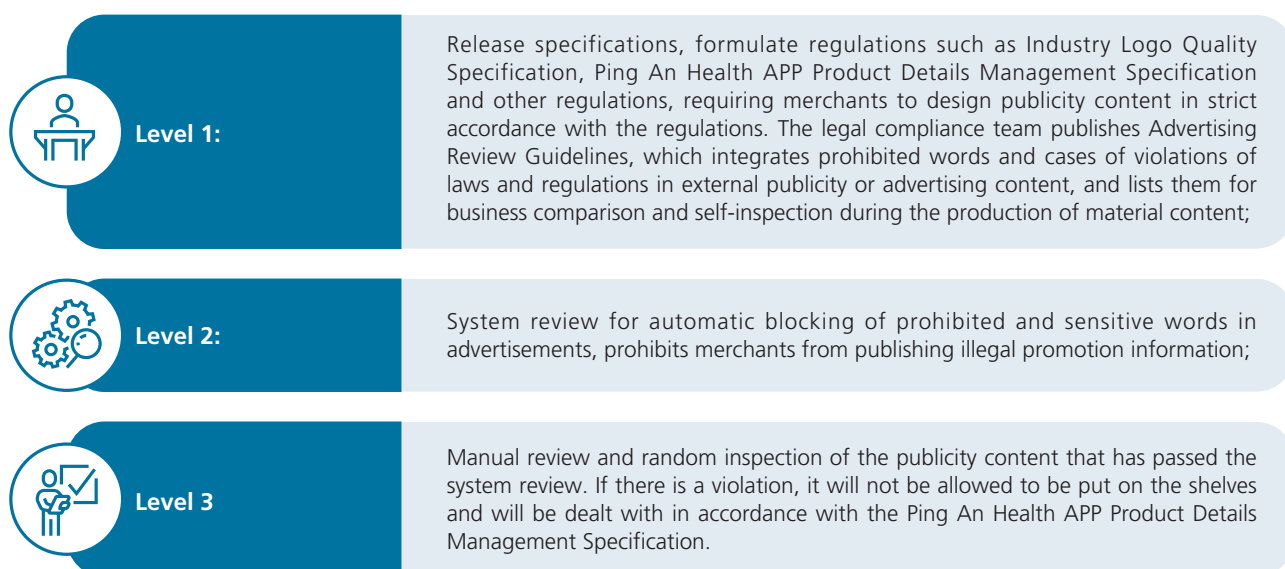 Level 1:
Release specifications, formulate regulations such as Industry Logo Quality
Specification, Ping An Health APP Product Details Management Specification
and other regulations, requiring merchants to design publicity content in strict
accordance with the regulations. The legal compliance team publishes Advertising
Review Guidelines, which integrates prohibited words and cases of violations of
laws and regulations in external publicity or advertising content, and lists them for
business comparison and self-inspection during the production of material content;
Level 2:
System review for automatic blocking of prohibited and sensitive words in
advertisements, prohibits merchants from publishing illegal promotion information;
Level 3
Manual review and random inspection of the publicity content that has passed the
system review. If there is a violation, it will not be allowed to be put on the shelves
and will be dealt with in accordance with the Ping An Health APP Product Details
Management Specification.